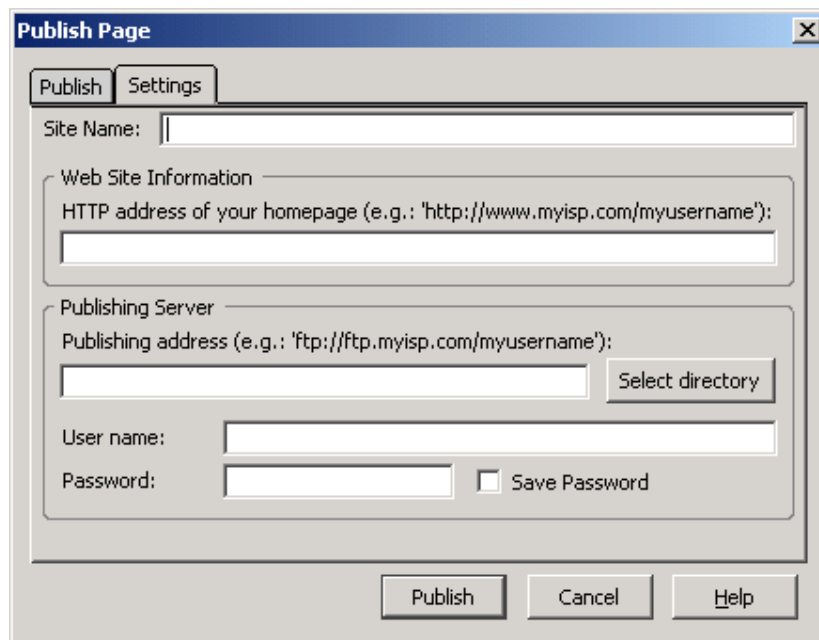 Publish Page
Publish Settings
Site Name:
Web Site Information
HTTP address of your homepage (e.g.: 'http://www.myisp.com/myusername'):
Publishing Server
Publishing address (e.g.: 'ftp://ftp.myisp.com/myusername'):
Select directory
User name:
Password: Save Password
Publish Cancel Help